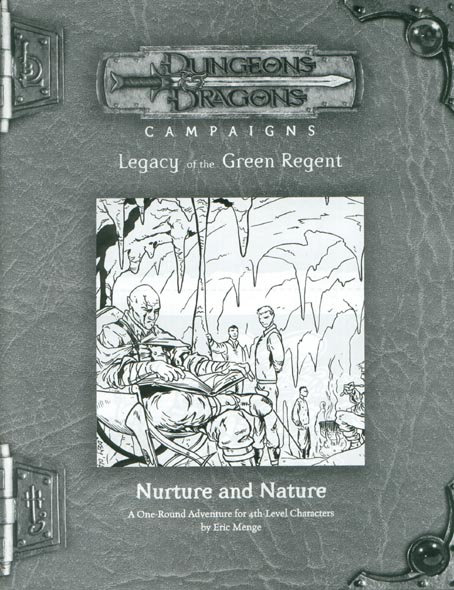 DUNGEONS
& DRAGONS
CAMPAIGNS
Legacy of the Green Regent
Nurture and Nature
A One-Round Adventure for 4th-Level Characters
by Eric Menge